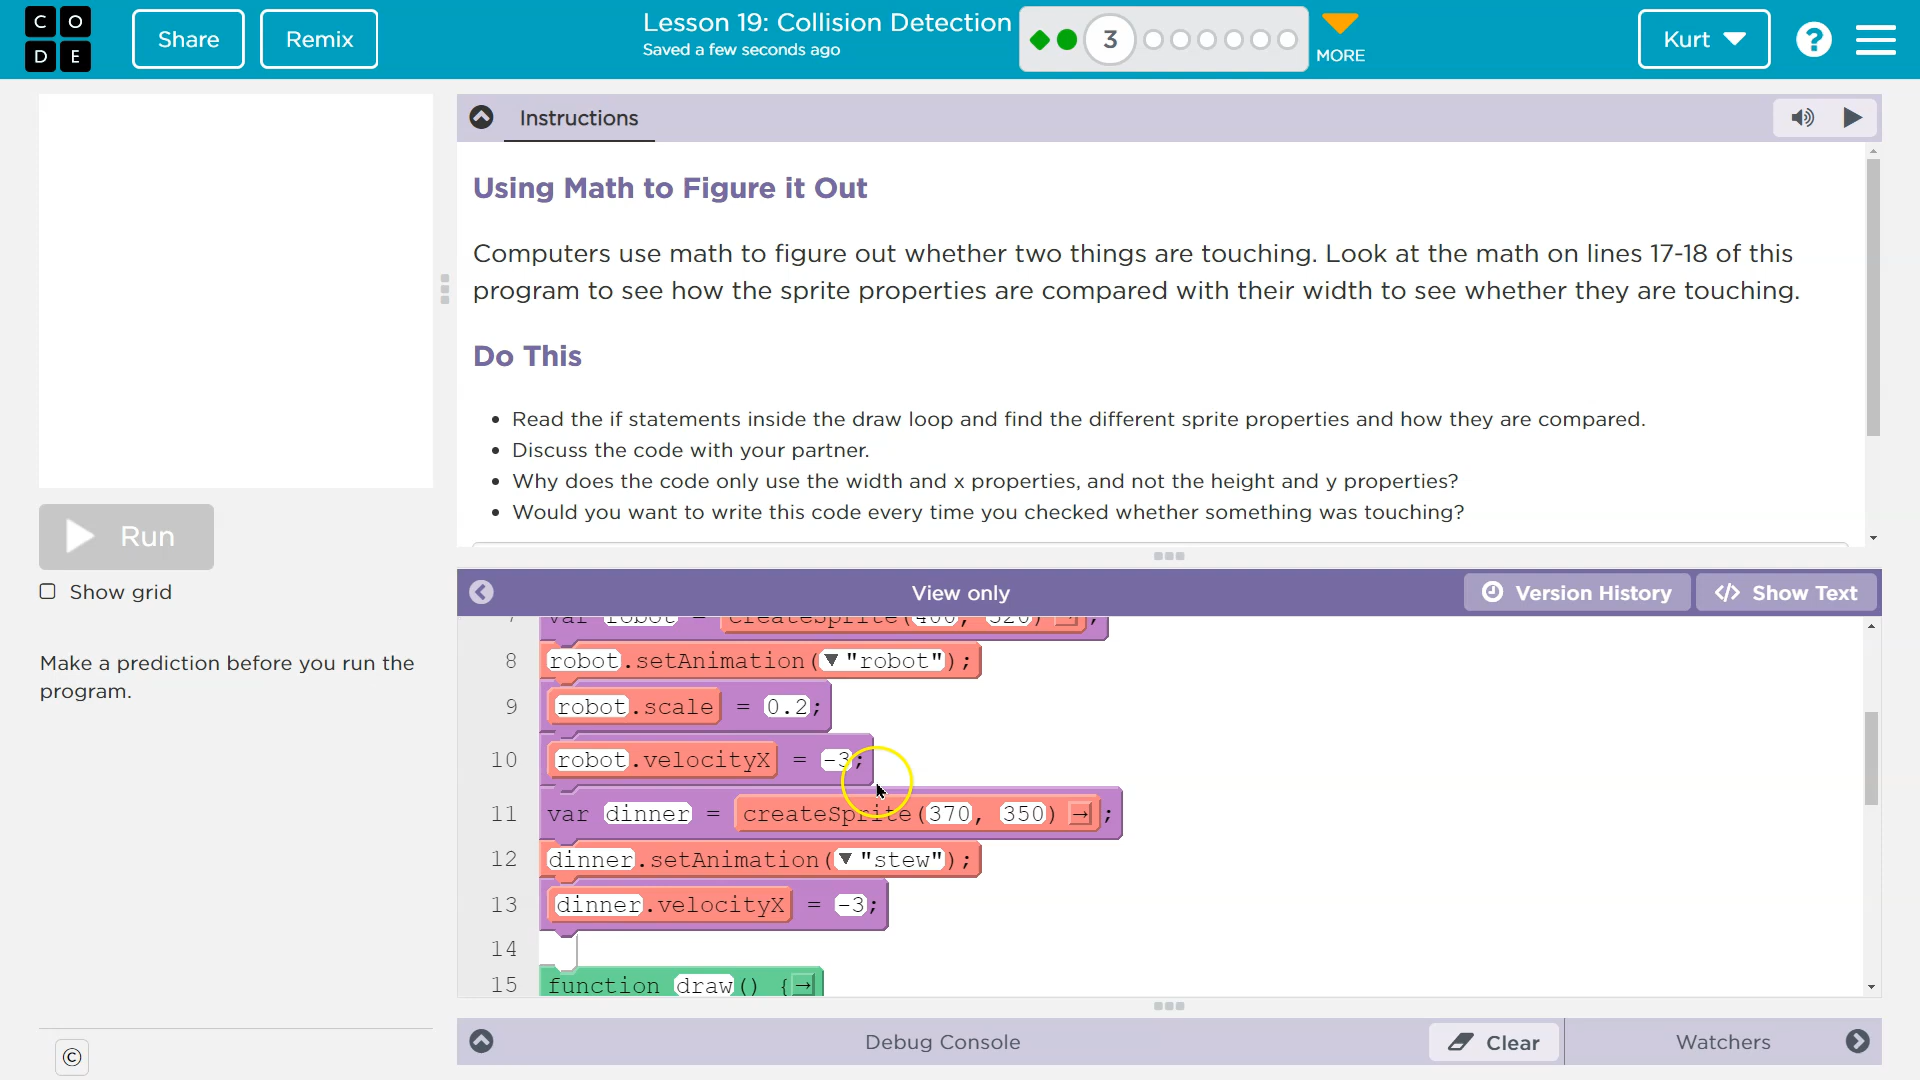 CODE
Share
Remix
Lesson 19: Collision Detection
Saved a few seconds ago
3
MORE
Kurt
?
Instructions
Using Math to Figure it Out
Computers use math to figure out whether two things are touching. Look at the math on lines 17-18 of this
program to see how the sprite properties are compared with their width to see whether they are touching.
Do This
• Read the if statements inside the draw loop and find the different sprite properties and how they are compared.
• Discuss the code with your partner.
• Why does the code only use the width and x properties, and not the height and y properties?
• Would you want to write this code every time you checked whether something was touching?
Run
Show grid
Make a prediction before you run the
program.
View only
Version History
</> Show Text
7 var robot = createSprite(400, 320) → ;
8 robot.setAnimation(▼ "robot");
9 robot.scale = 0.2;
10 robot.velocityX = -3;
11 var dinner = createSprite(370, 350) → ;
12 dinner.setAnimation(▼ "stew");
13 dinner.velocityX = -3;
14
15 function draw() { →
Debug Console
Clear
Watchers
©